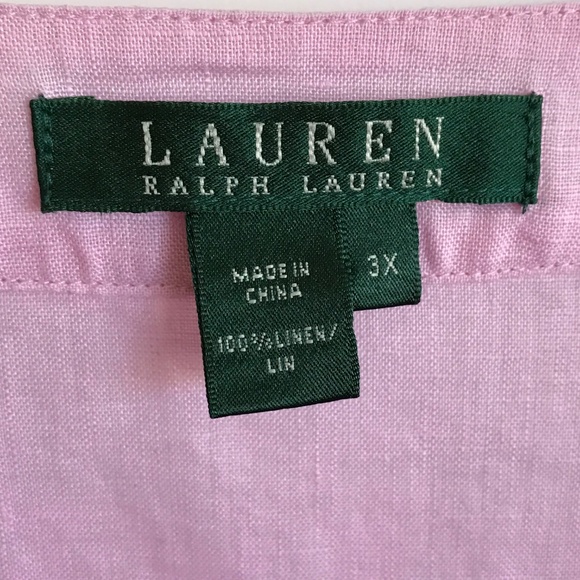 LAUREN
RALPH LAUREN
MADE IN
CHINA
100%LINEN/
LIN
3X